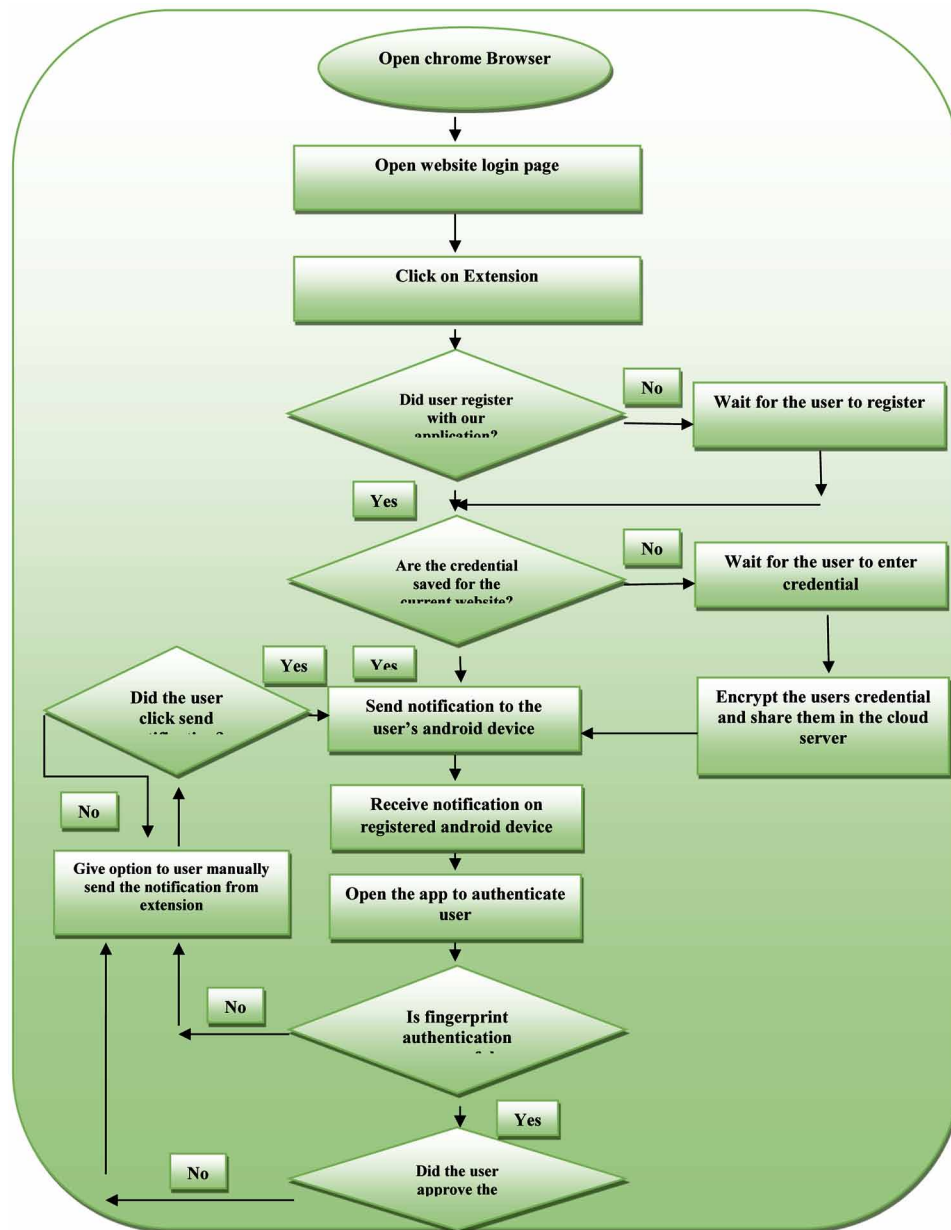 Open chrome Browser
Open website login page
Click on Extension
Did user register
with our
application?
No
Wait for the user to register
Yes
Are the credential
saved for the
current website?
No
Wait for the user to enter
credential
Yes
Yes
Did the user
click send
Send notification to the
user's android device
Encrypt the users credential
and share them in the cloud
server
No
Receive notification on
registered android device
Give option to user manually
send the notification from
extension
Open the app to authenticate
user
No
Is fingerprint
authentication
Yes
No
Did the user
approve the